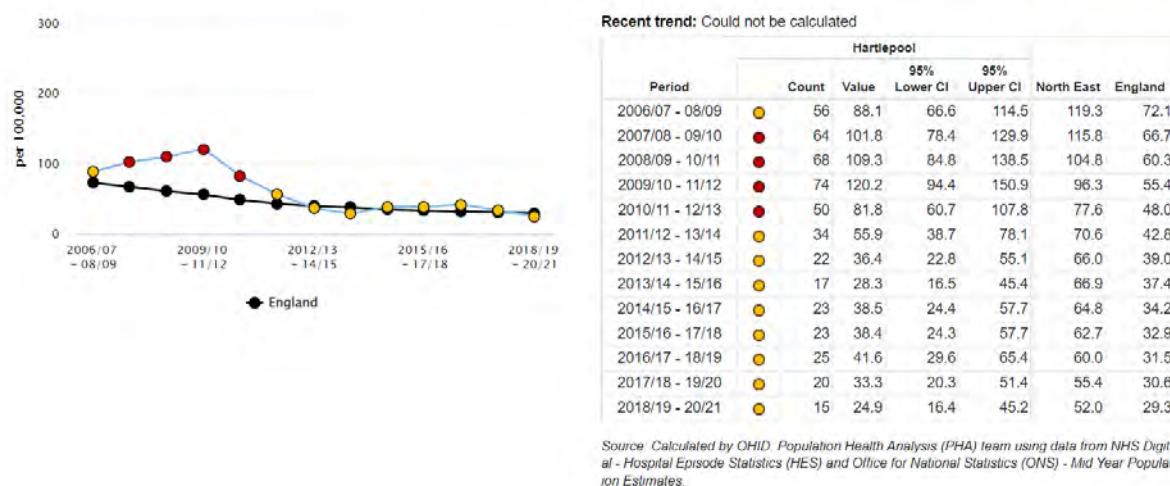 300
200
100
0
per 100,000
2006/07
- 08/09
2009/10
- 11/12
2012/13
- 14/15
2015/16
- 17/18
2018/19
- 20/21
England
Recent trend: Could not be calculated
Hartlepool
Period Count Value 95% Lower CI 95% Upper CI North East England
2006/07 - 08/09 56 88.1 66.6 114.5 119.3 72.1
2007/08 - 09/10 64 101.8 78.4 129.9 115.8 66.7
2008/09 - 10/11 68 109.3 84.8 138.5 104.8 60.3
2009/10 - 11/12 74 120.2 94.4 150.9 96.3 55.4
2010/11 - 12/13 50 81.8 60.7 107.8 77.6 48.0
2011/12 - 13/14 34 55.9 38.7 78.1 70.6 42.8
2012/13 - 14/15 22 36.4 22.8 55.1 66.0 39.0
2013/14 - 15/16 17 28.3 16.5 45.4 66.9 37.4
2014/15 - 16/17 23 38.5 24.4 57.7 64.8 34.2
2015/16 - 17/18 23 38.4 24.3 57.7 62.7 32.9
2016/17 - 18/19 25 41.6 29.6 65.4 60.0 31.5
2017/18 - 19/20 20 33.3 20.3 51.4 55.4 30.6
2018/19 - 20/21 15 24.9 16.4 45.2 52.0 29.3
Source: Calculated by OHID: Population Health Analysis (PHA) team using data from NHS Digit
al - Hospital Episode Statistics (HES) and Office for National Statistics (ONS) - Mid Year Populat
ion Estimates.